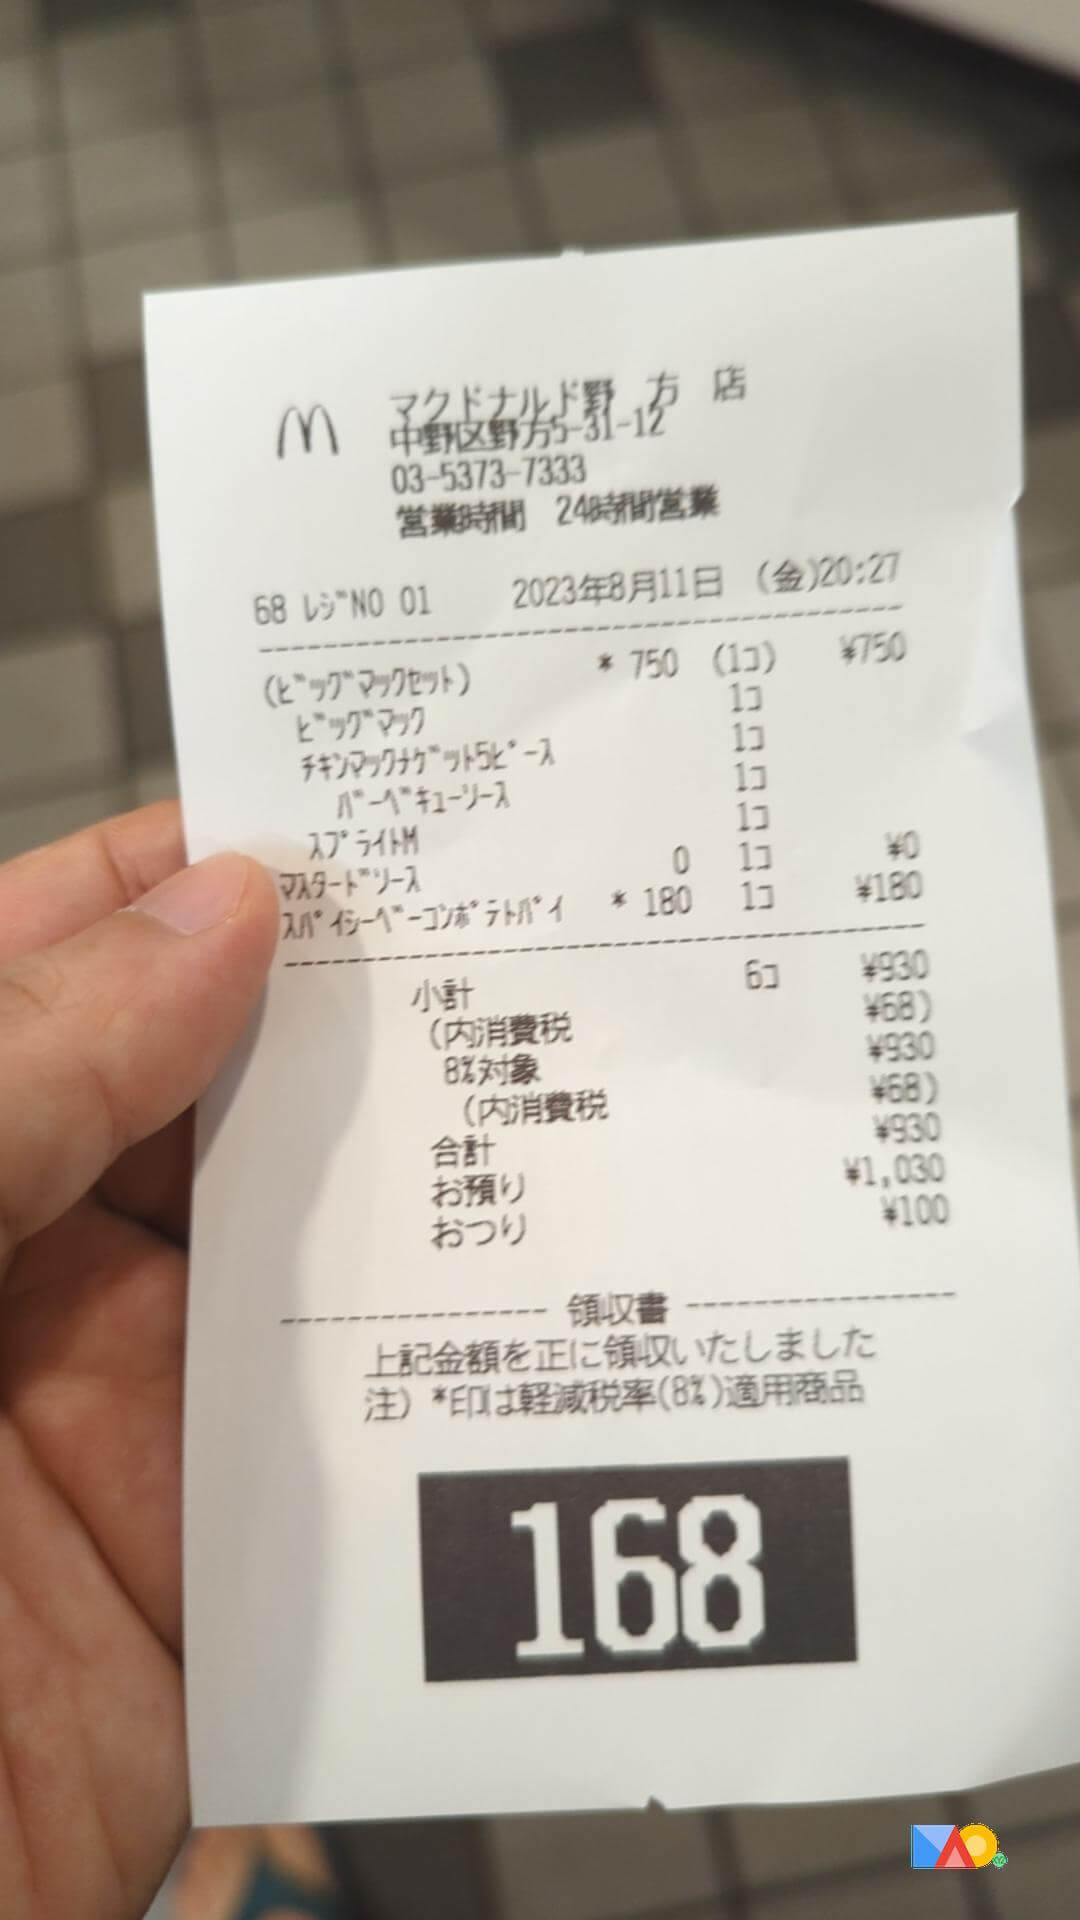 マクドナルド野 方 店
中野区野方5-31-12
03-5373-7333
営業時間 24時間営業
68 ﾚｼﾞNO 01 2023年8月11日 (金)20:27
(ﾋﾞｯｸﾞﾏｯｸｾｯﾄ) * 750 (1ｺ) ¥750
ﾋﾞｯｸﾞﾏｯｸ 1ｺ
ﾁｷﾝﾏｯｸﾅｹﾞｯﾄ5ﾋﾟｰｽ 1ｺ
ﾊﾞｰﾍﾞｷｭｰｿｰｽ 1ｺ
ｽﾌﾟﾗｲﾄM 1ｺ
ﾏｽﾀｰﾄﾞｿｰｽ 0 1ｺ ¥0
ｽﾊﾟｲｼｰﾍﾞｰｺﾝﾎﾟﾃﾄﾊﾟｲ * 180 1ｺ ¥180
小計 6ｺ ¥930
(内消費税 ¥68)
8%対象 ¥930
(内消費税 ¥68)
合計 ¥930
お預り ¥1,030
おつり ¥100
領収書
上記金額を正に領収いたしました
注) *印は軽減税率(8%)適用商品
168